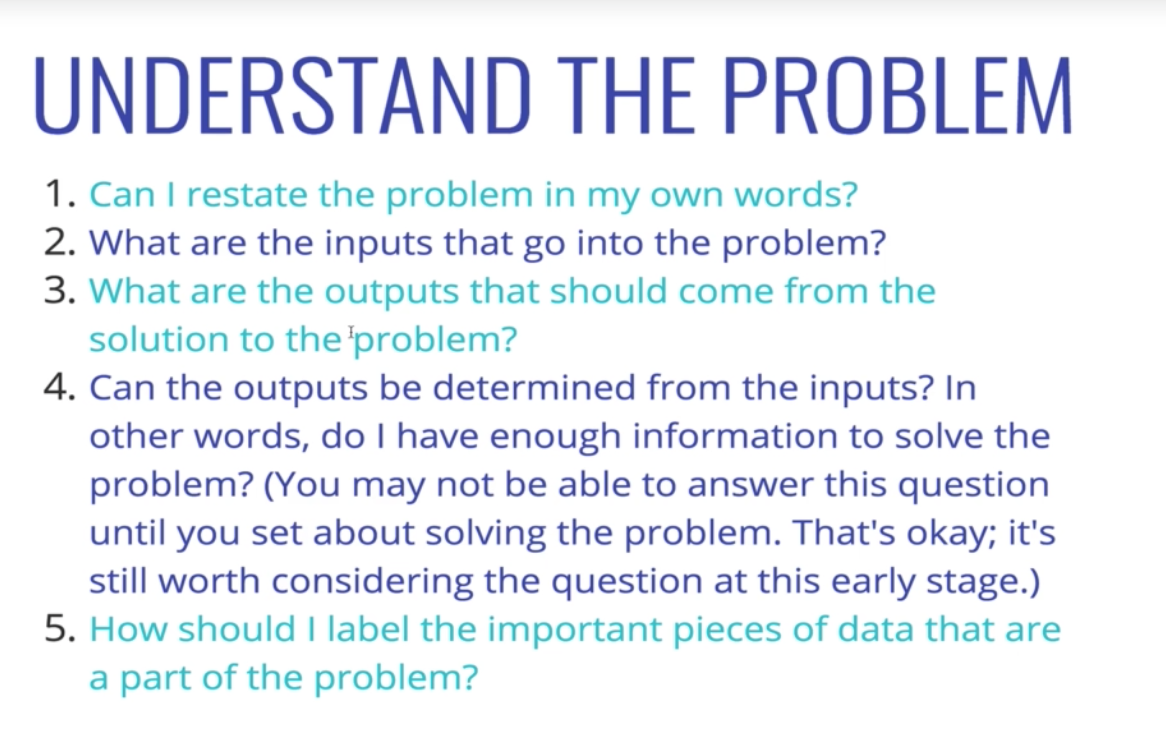 UNDERSTAND THE PROBLEM
1. Can I restate the problem in my own words?
2. What are the inputs that go into the problem?
3. What are the outputs that should come from the
solution to the problem?
4. Can the outputs be determined from the inputs? In
other words, do I have enough information to solve the
problem? (You may not be able to answer this question
until you set about solving the problem. That's okay; it's
still worth considering the question at this early stage.)
5. How should I label the important pieces of data that are
a part of the problem?